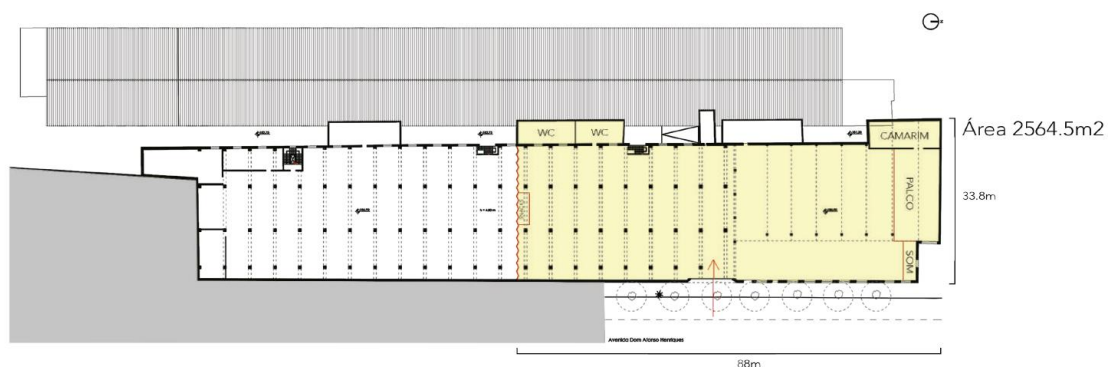 WC
WC
CAMARIM
Área 2564.5m2
PALCO
33.8m
SOM
Avenida Dom Afonso Henriques
88m